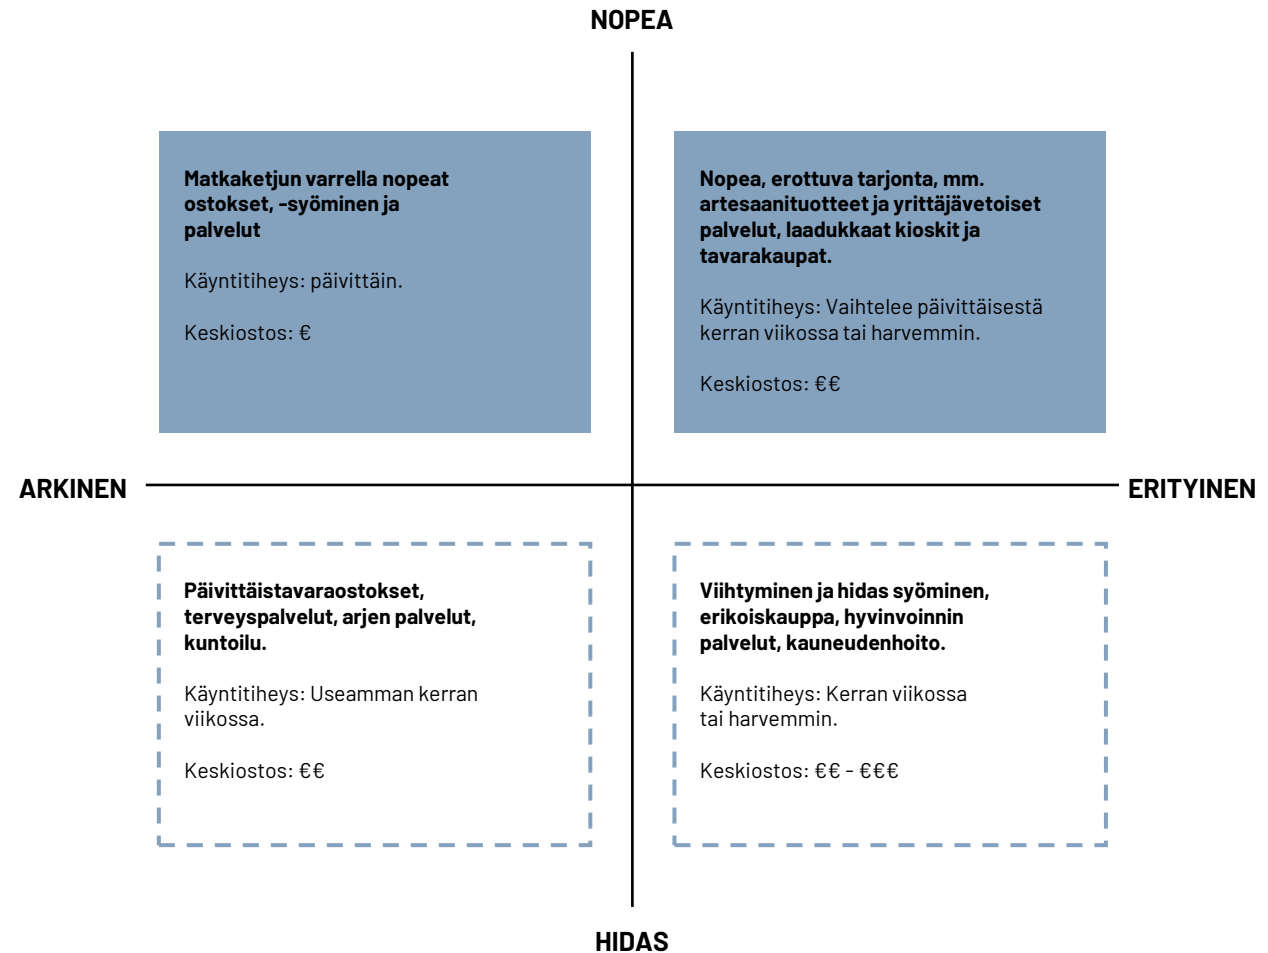 NOPEA
Matkaketjun varrella nopeat
ostokset, -syöminen ja
palvelut
Käyntitiheys: päivittäin.
Keskiostos: €
Nopea, erottuva tarjonta, mm.
artesaanituotteet ja yrittäjävetoiset
palvelut, laadukkaat kioskit ja
tavarakaupat.
Käyntitiheys: Vaihtelee päivittäisestä
kerran viikossa tai harvemmin.
Keskiostos: €€
ARKINEN
ERITYINEN
Päivittäistavaraostokset,
terveyspalvelut, arjen palvelut,
kuntoilu.
Käyntitiheys: Useamman kerran
viikossa.
Keskiostos: €€
Viihtyminen ja hidas syöminen,
erikoiskauppa, hyvinvoinnin
palvelut, kauneudenhoito.
Käyntitiheys: Kerran viikossa
tai harvemmin.
Keskiostos: €€ - €€€
HIDAS